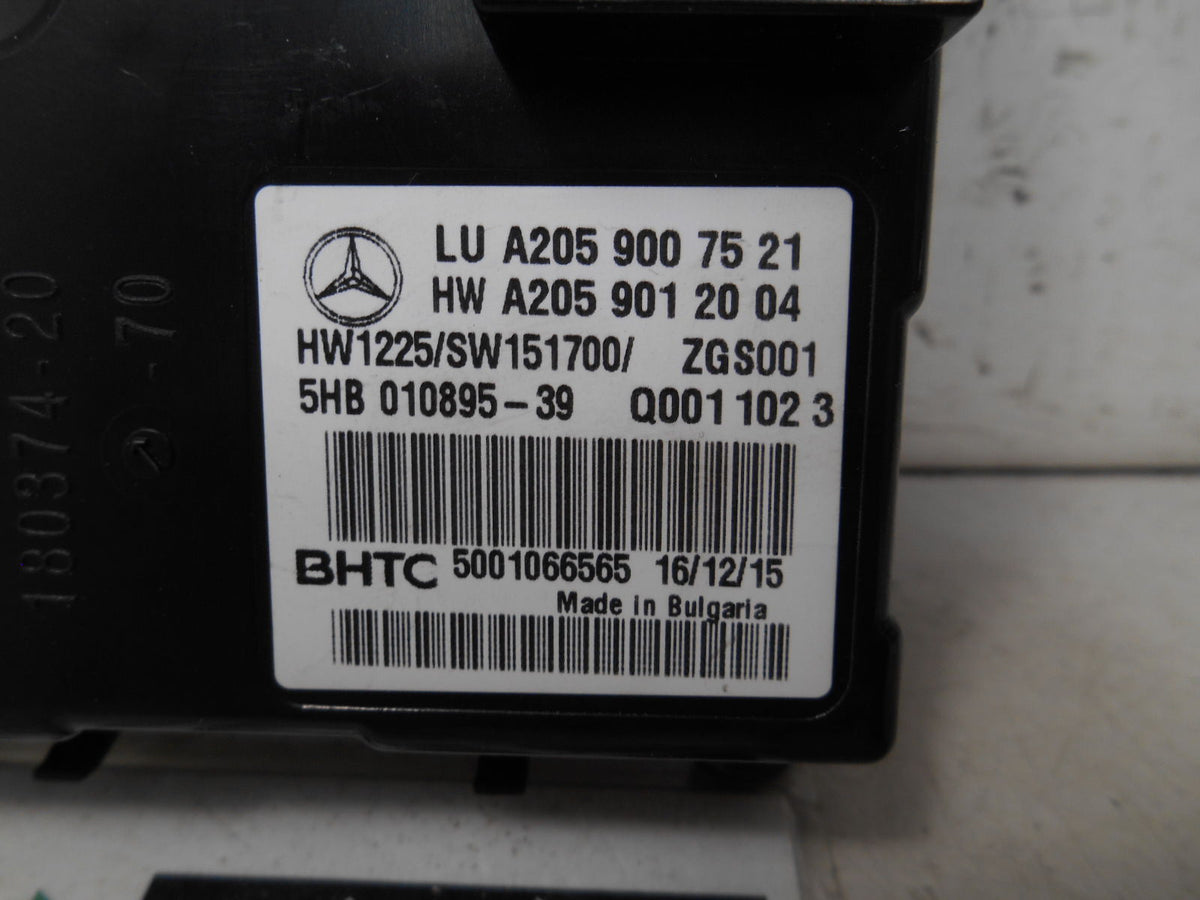 LU A205 900 75 21
HW A205 901 20 04
HW1225/SW151700/ ZGS001
5HB 010895-39 Q001 102 3
BHTC 5001066565 16/12/15
Made in Bulgaria
180374-20
-70